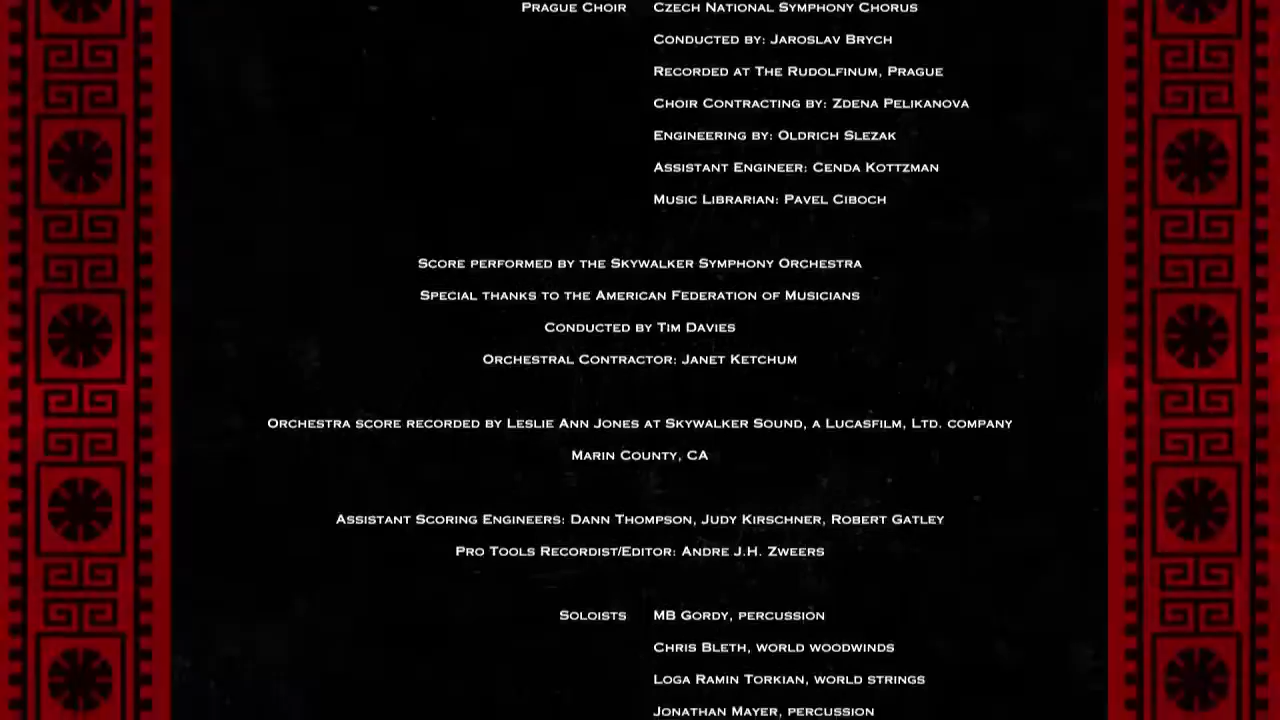 Prague Choir Czech National Symphony Chorus
Conducted by: Jaroslav Brych
Recorded at The Rudolfinum, Prague
Choir Contracting by: Zdena Pelikanova
Engineering by: Oldrich Slezak
Assistant Engineer: Cenda Kottzman
Music Librarian: Pavel Ciboch
Score performed by the Skywalker Symphony Orchestra
Special thanks to the American Federation of Musicians
Conducted by Tim Davies
Orchestral Contractor: Janet Ketchum
Orchestra score recorded by Leslie Ann Jones at Skywalker Sound, a Lucasfilm, Ltd. company
Marin County, CA
Assistant Scoring Engineers: Dann Thompson, Judy Kirschner, Robert Gatley
Pro Tools Recordist/Editor: Andre J.H. Zweers
Soloists MB Gordy, percussion
Chris Bleth, world woodwinds
Loga Ramin Torkian, world strings
Jonathan Mayer, percussion